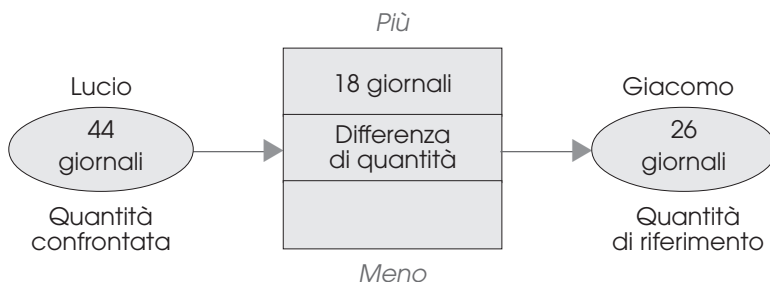 Più
Lucio
44
giornali
Quantità
confrontata
18 giornali
Differenza
di quantità
Meno
Giacomo
26
giornali
Quantità
di riferimento